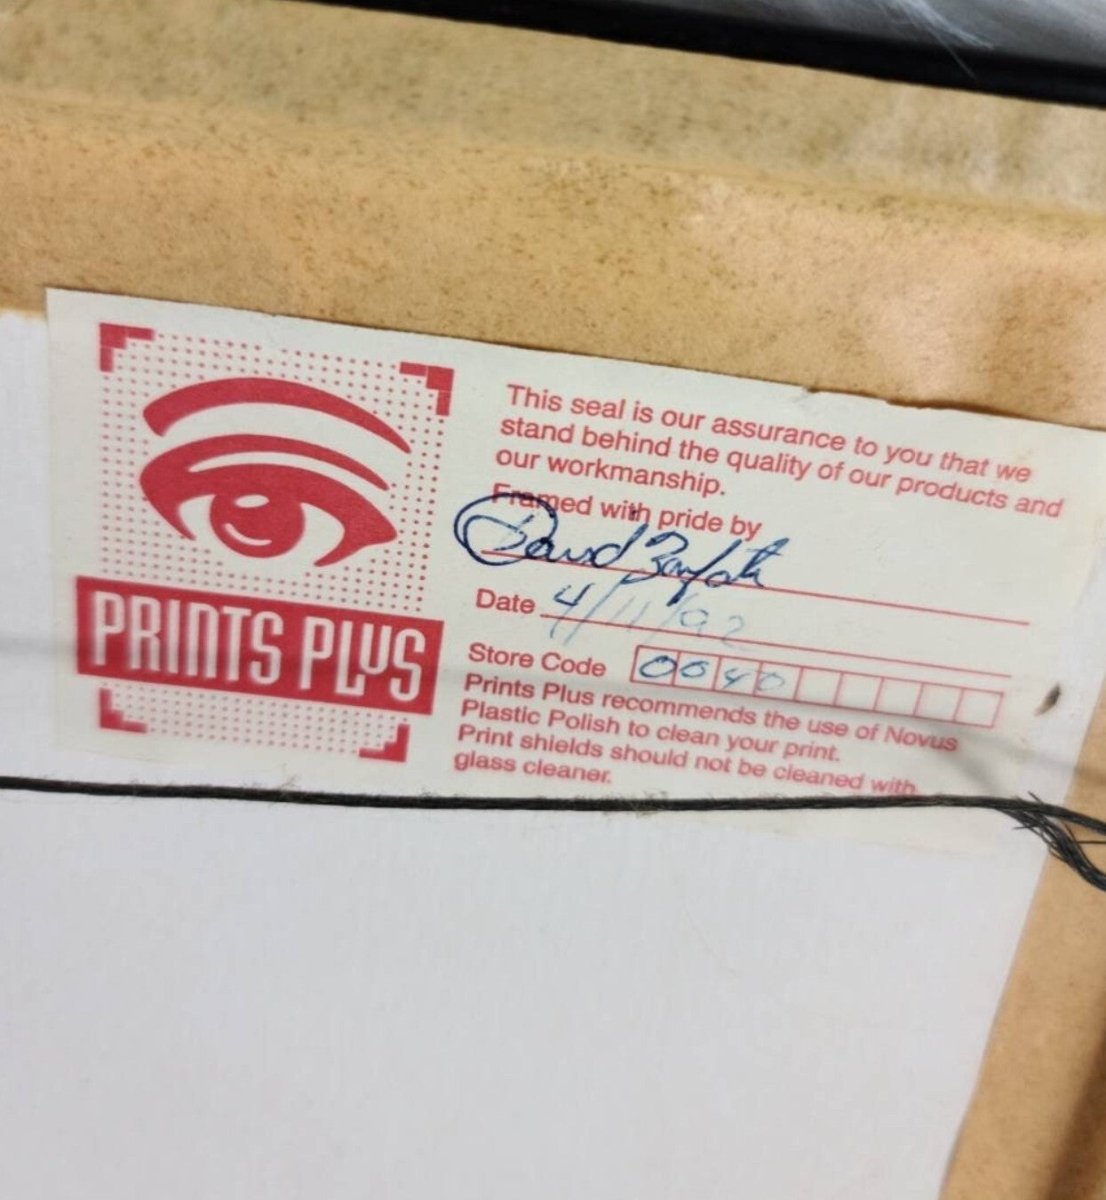 This seal is our assurance to you that we
stand behind the quality of our products and
our workmanship.
Framed with pride by
David
Date 4/11/92
Store Code 0040
Prints Plus recommends the use of Novus
Plastic Polish to clean your print.
Print shields should not be cleaned with
glass cleaner.
PRINTS PLUS